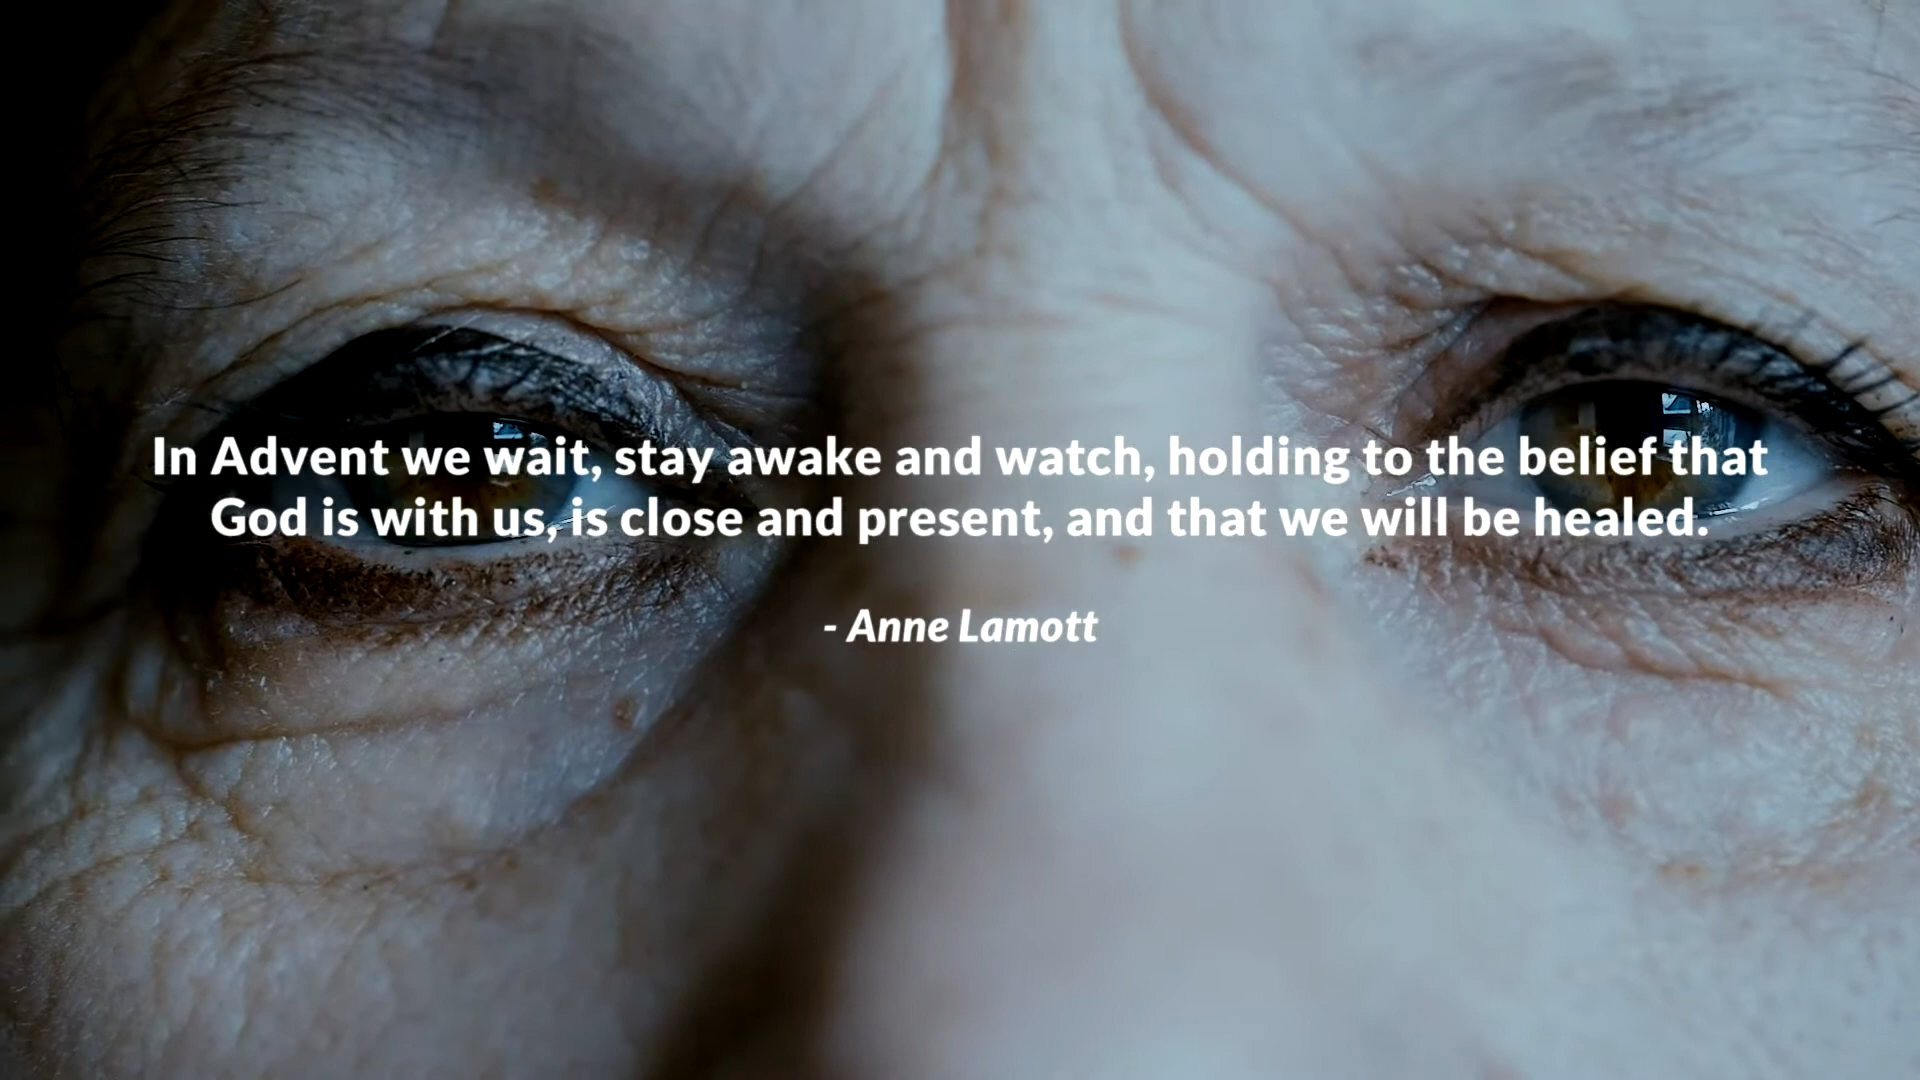 In Advent we wait, stay awake and watch, holding to the belief that
God is with us, is close and present, and that we will be healed.
- Anne Lamott